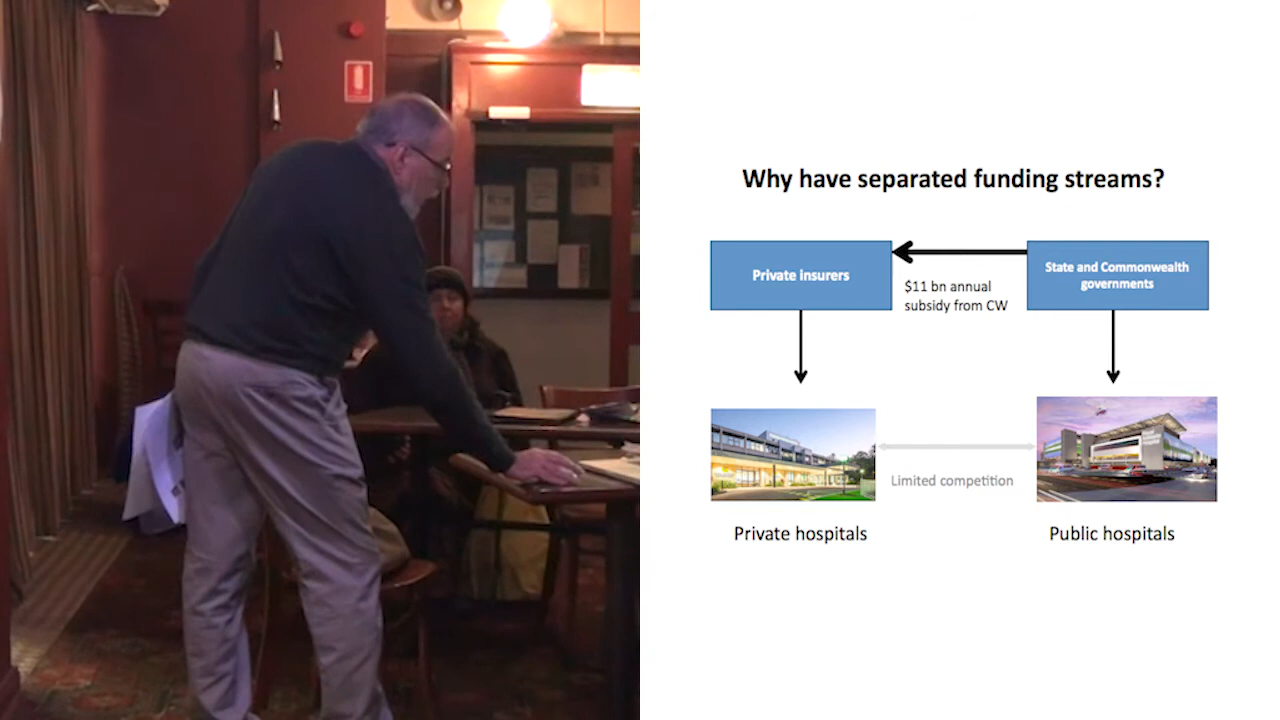 Why have separated funding streams?
Private insurers
$11 bn annual
subsidy from CW
State and Commonwealth
governments
Limited competition
Private hospitals
Public hospitals